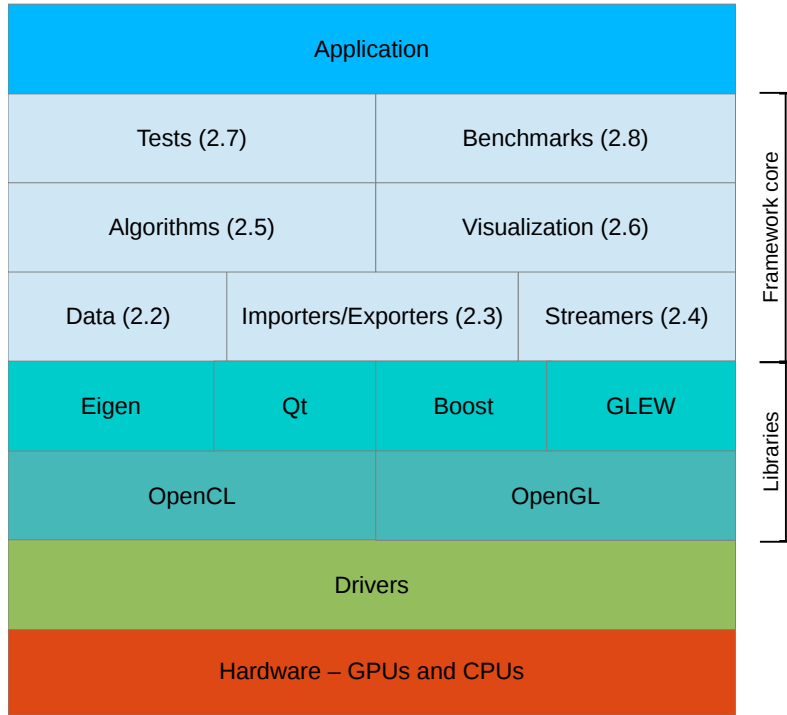 Application
Tests (2.7)
Benchmarks (2.8)
Algorithms (2.5)
Visualization (2.6)
Data (2.2)
Importers/Exporters (2.3)
Streamers (2.4)
Framework core
Eigen
Qt
Boost
GLEW
OpenCL
OpenGL
Libraries
Drivers
Hardware – GPUs and CPUs